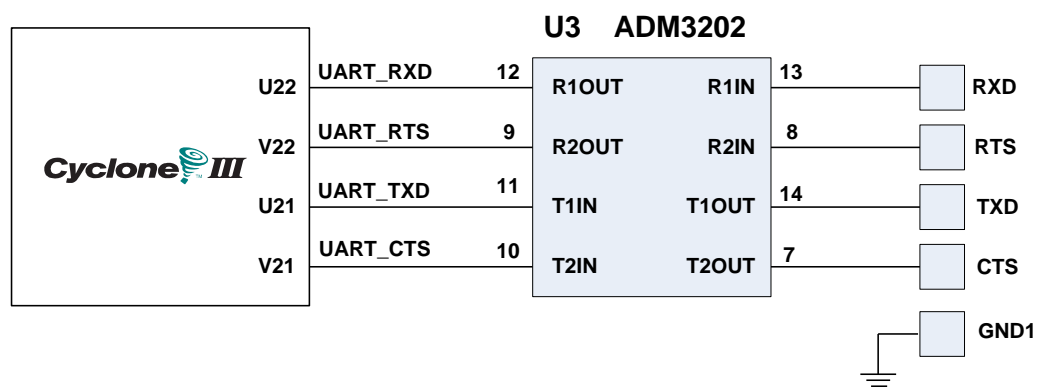 U3 ADM3202
U22 UART_RXD 12 R1OUT R1IN 13 RXD
V22 UART_RTS 9 R2OUT R2IN 8 RTS
Cyclone III
U21 UART_TXD 11 T1IN T1OUT 14 TXD
V21 UART_CTS 10 T2IN T2OUT 7 CTS
GND1